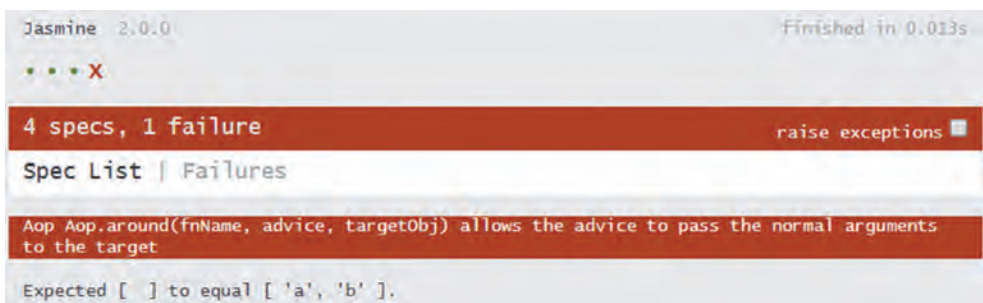 Jasmine 2.0.0 finished in 0.013s
• • • X
4 specs, 1 failure raise exceptions
Spec List | Failures
Aop Aop.around(fnName, advice, targetObj) allows the advice to pass the normal arguments
to the target
Expected [ ] to equal [ 'a', 'b' ].